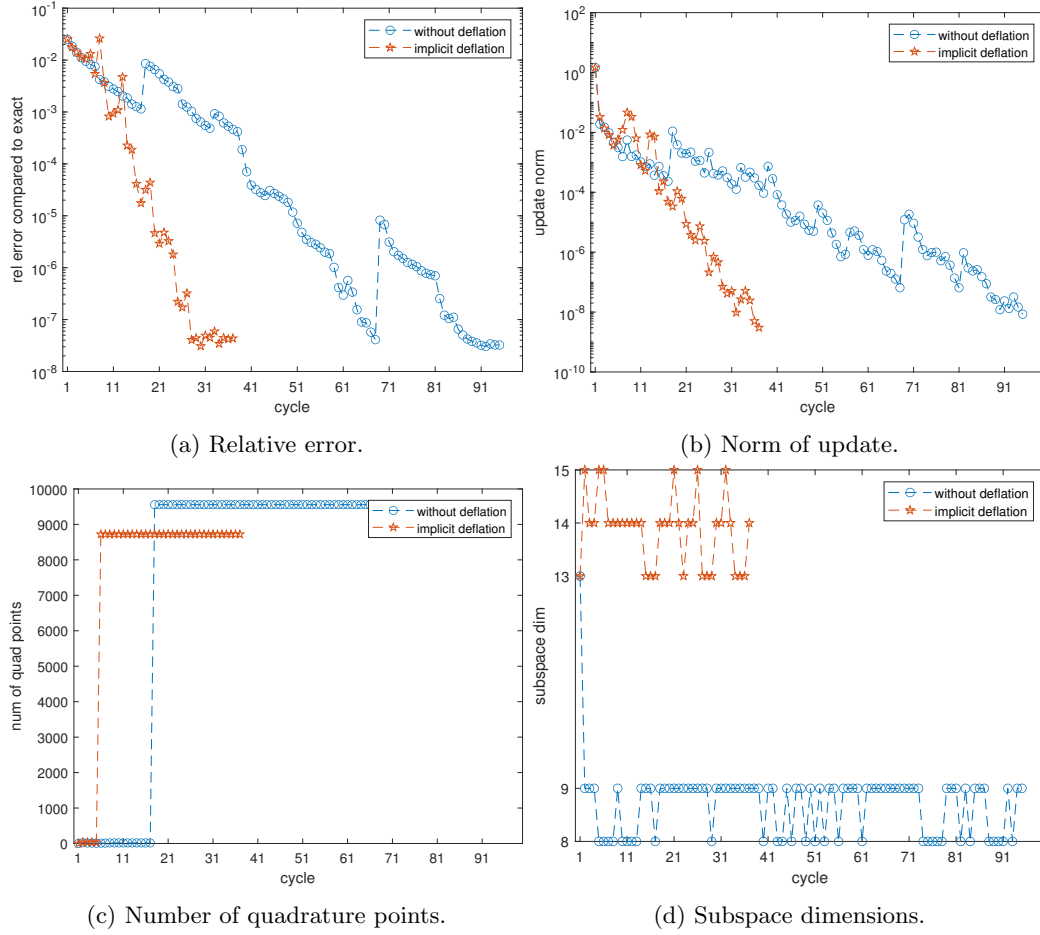 without deflation
implicit deflation
10^0
10^-1
10^-2
10^-3
10^-4
10^-5
10^-6
10^-7
10^-8
rel error compared to exact
1 11 21 31 41 51 61 71 81 91
cycle
(a) Relative error.
without deflation
implicit deflation
10^2
10^0
10^-2
10^-4
10^-6
10^-8
10^-10
update norm
1 11 21 31 41 51 61 71 81 91
cycle
(b) Norm of update.
without deflation
implicit deflation
10000
9000
8000
7000
6000
5000
4000
3000
2000
1000
0
num of quad points
1 11 21 31 41 51 61 71 81 91
cycle
(c) Number of quadrature points.
without deflation
implicit deflation
15
14
13
9
8
subspace dim
1 11 21 31 41 51 61 71 81 91
cycle
(d) Subspace dimensions.